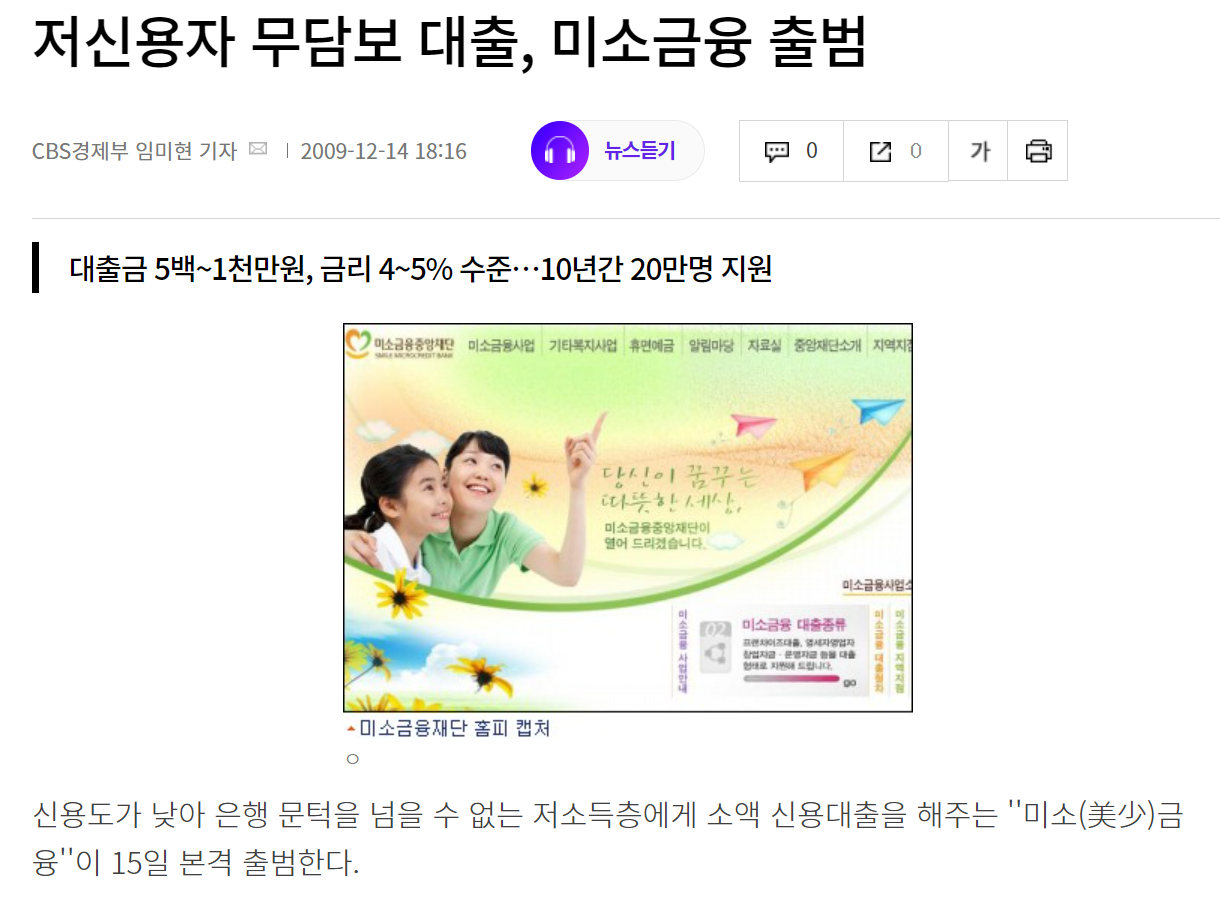 저신용자 무담보 대출, 미소금융 출범
CBS경제부 임미현 기자 2009-12-14 18:16
뉴스듣기
0
0
가
대출금 5백~1천만원, 금리 4~5% 수준…10년간 20만명 지원
미소금융중앙재단
SMILE MICROCREDIT BANK
미소금융사업 기타복지사업 휴면예금 알림마당 자료실 중앙재단소개 지역지점
당신이 꿈꾸는
따뜻한 세상,
미소금융중앙재단이
열어 드리겠습니다.
미소금융사업소
미소금융 사업안내
02
미소금융 대출종류
프랜차이즈대출, 영세자영업자
창업자금·운영자금 등을 대출
형태로 지원해 드립니다.
go
미소금융 대출절차
미소금융 지역지점
미소금융재단 홈피 캡처
ㅇ
신용도가 낮아 은행 문턱을 넘을 수 없는 저소득층에게 소액 신용대출을 해주는 ''미소(美少)금
융''이 15일 본격 출범한다.